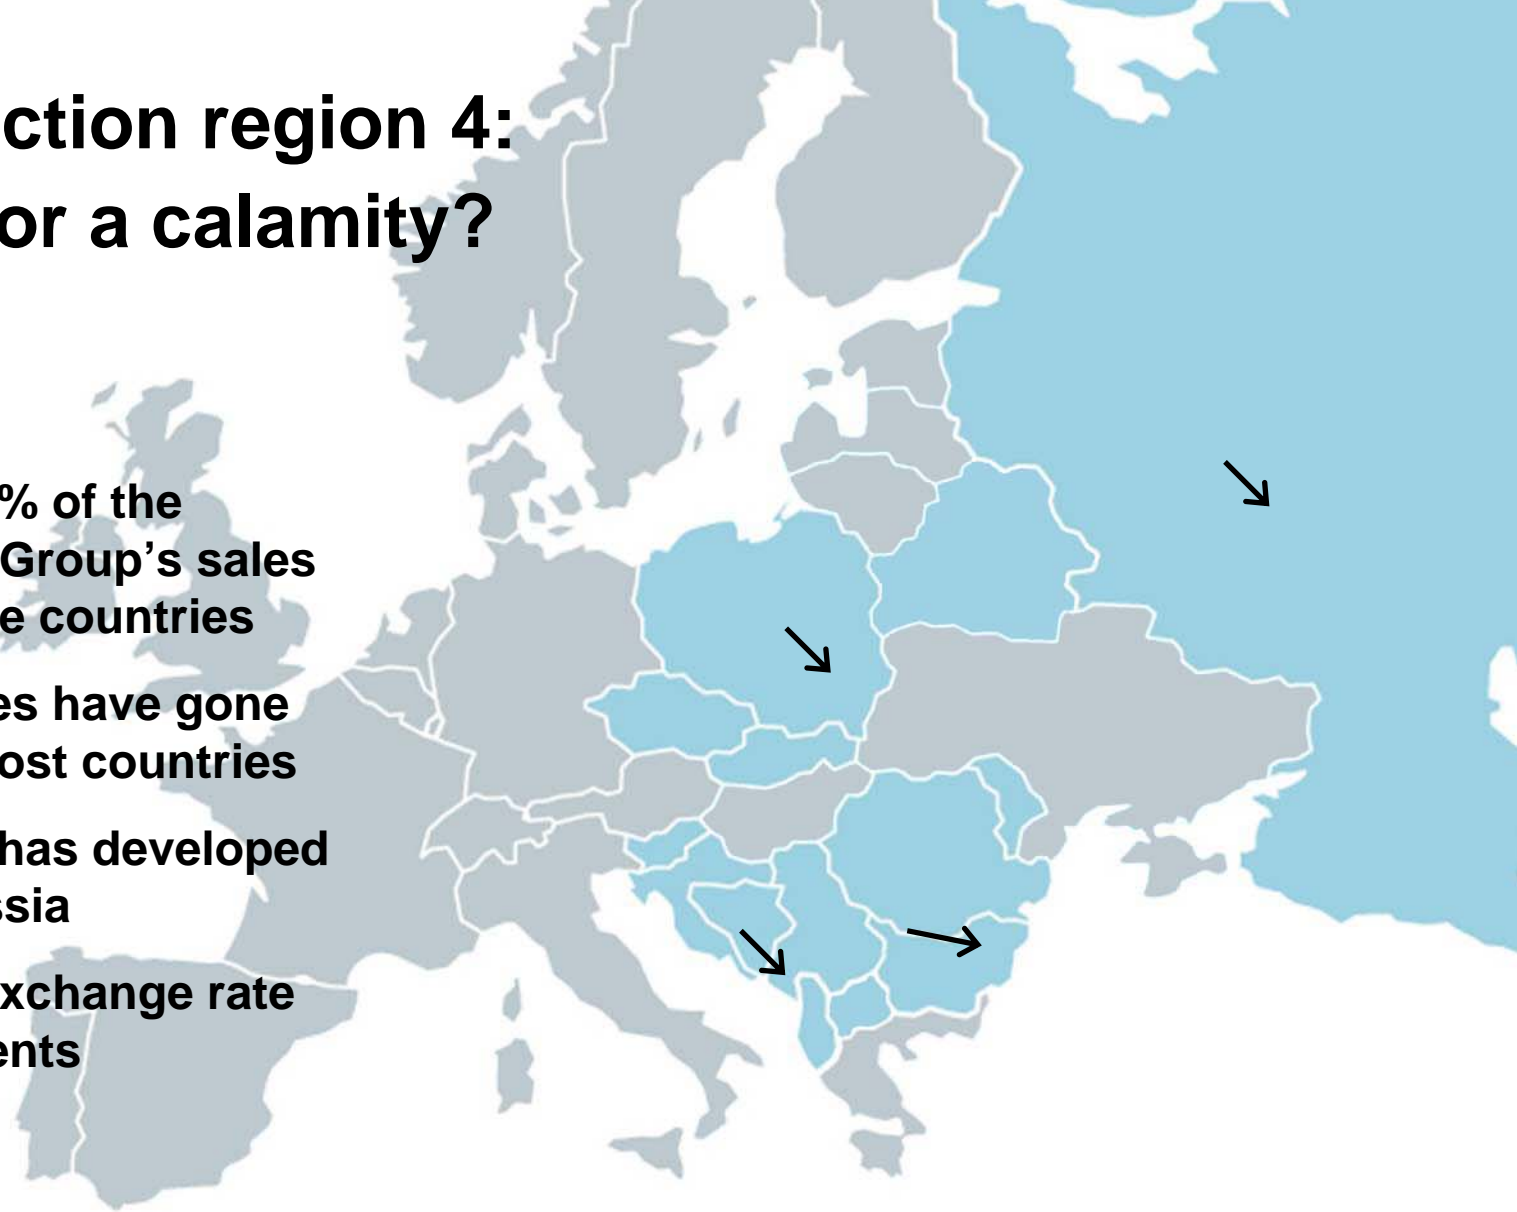 ction region 4:
or a calamity?
% of the
Group’s sales
e countries
es have gone
ost countries
has developed
ssia
xchange rate
ents